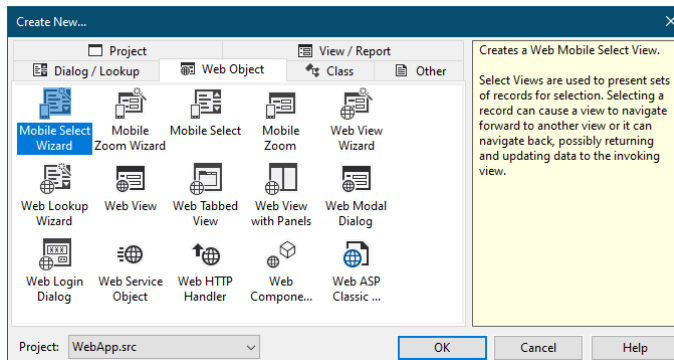 Create New...
Project
View / Report
Dialog / Lookup
Web Object
Class
Other
Mobile Select
Wizard
Mobile
Zoom Wizard
Mobile Select
Mobile
Zoom
Web View
Wizard
Web Lookup
Wizard
Web View
Web Tabbed
View
Web View
with Panels
Web Modal
Dialog
Web Login
Dialog
Web Service
Object
Web HTTP
Handler
Web
Compone...
Web ASP
Classic ...
Creates a Web Mobile Select View.
Select Views are used to present sets
of records for selection. Selecting a
record can cause a view to navigate
forward to another view or it can
navigate back, possibly returning
and updating data to the invoking
view.
Project:
WebApp.src
OK
Cancel
Help